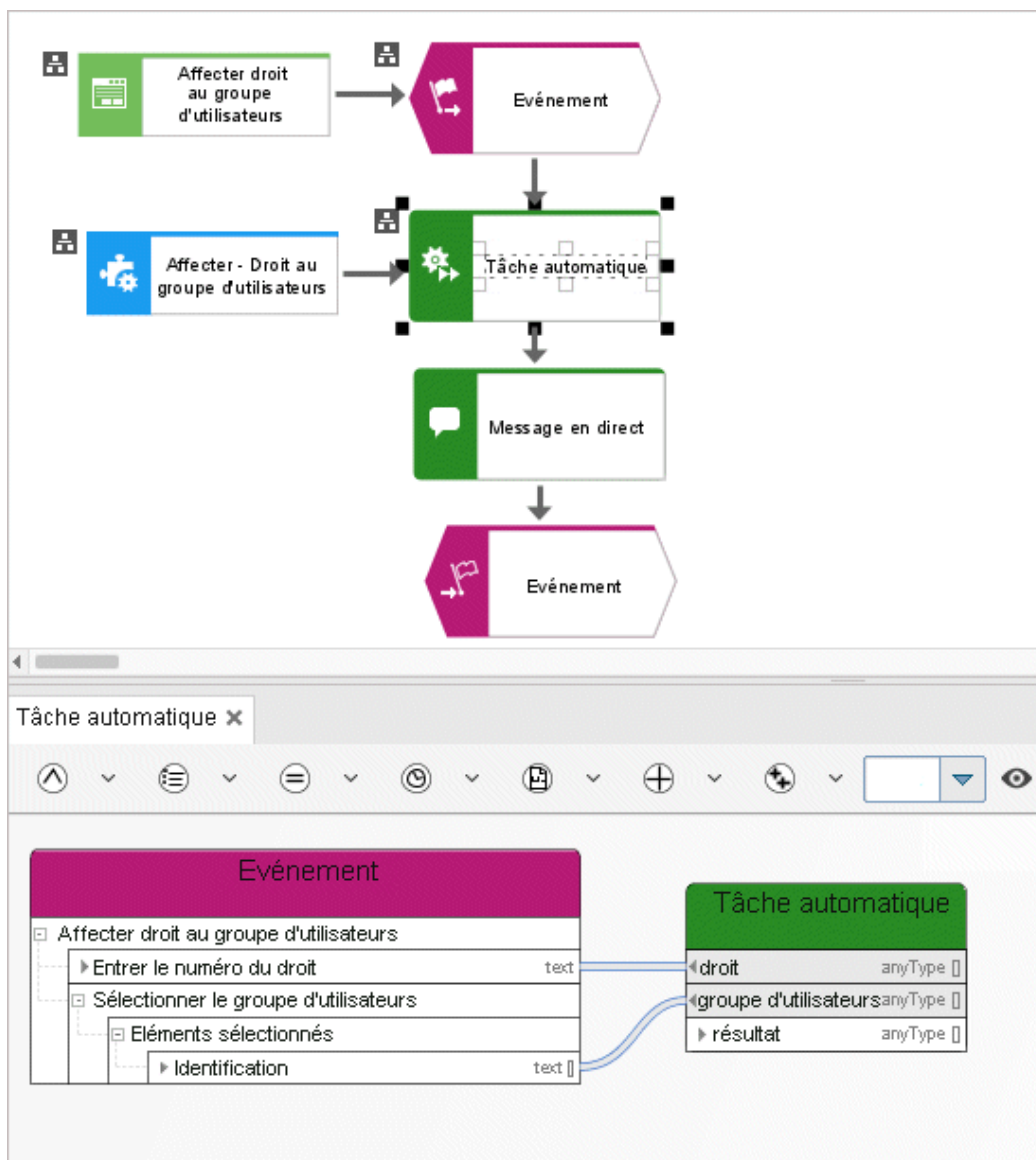 Affecter droit
au groupe
d'utilisateurs
Evénement
Affecter - Droit au
groupe d'utilisateurs
Tâche automatique
Message en direct
Evénement
Tâche automatique
Evénement
Affecter droit au groupe d'utilisateurs
Entrer le numéro du droit text
Sélectionner le groupe d'utilisateurs
Eléments sélectionnés
Identification text []
Tâche automatique
droit anyType []
groupe d'utilisateurs anyType []
résultat anyType []